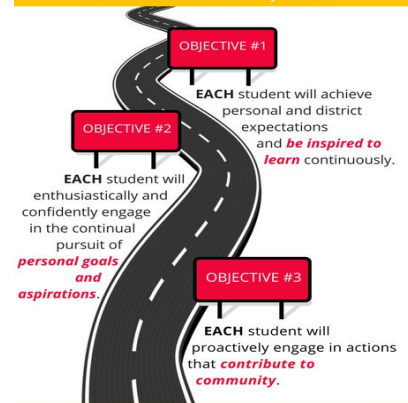 OBJECTIVE #1
EACH student will achieve
personal and district
expectations
and be inspired to
learn continuously.
OBJECTIVE #2
EACH student will
enthusiastically and
confidently engage
in the continual
pursuit of
personal goals
and
aspirations.
OBJECTIVE #3
EACH student will
proactively engage in actions
that contribute to
community.